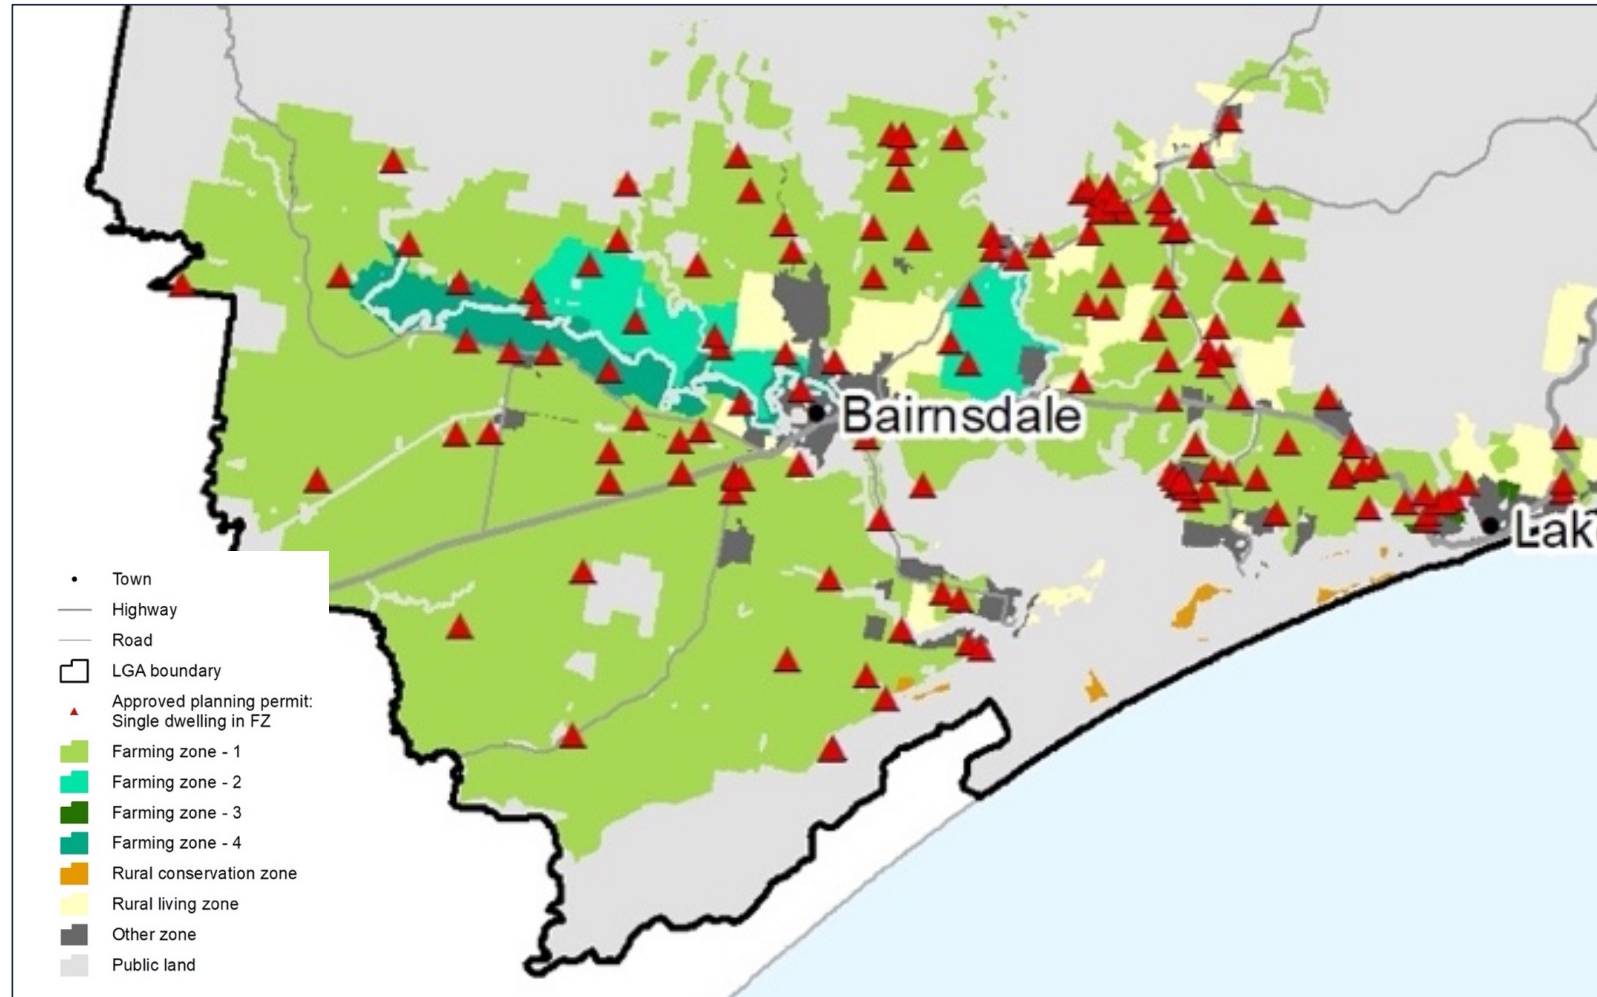 Bairnsdale
Lak
Town
Highway
Road
LGA boundary
Approved planning permit:
Single dwelling in FZ
Farming zone - 1
Farming zone - 2
Farming zone - 3
Farming zone - 4
Rural conservation zone
Rural living zone
Other zone
Public land